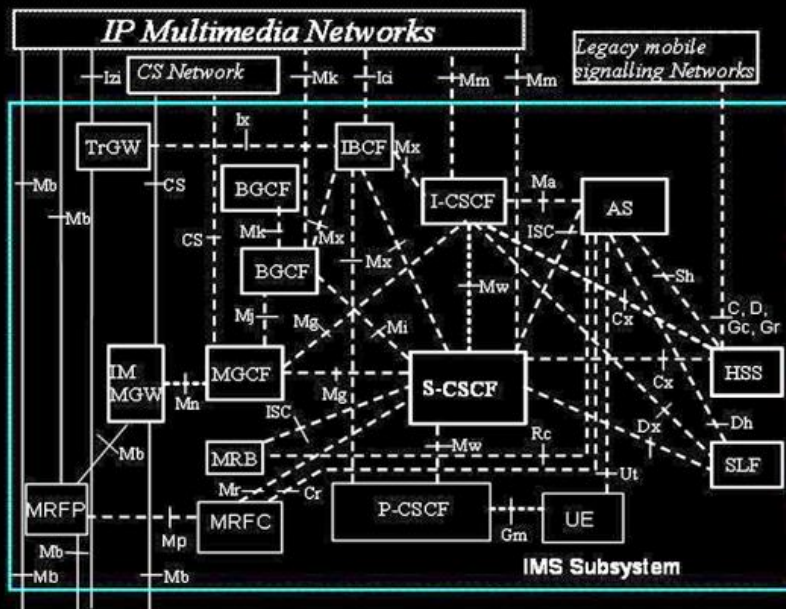 IP Multimedia Networks
Legacy mobile
signalling Networks
Izi
CS Network
Mk
Ici
Mm
Mm
Ix
TrGW
IBCF
Mx
Mb
CS
BGCF
I-CSCF
Ma
AS
Mb
Mk
Mx
ISC
CS
BGCF
Mx
Sh
Mw
Cx
C, D,
Gc, Gr
Mj
Mg
Mi
IM
MGW
Mn
MGCF
Mg
S-CSCF
Cx
HSS
ISC
Mb
Mw
Rc
Dx
Dh
MRB
SLF
Mr
Cr
Ut
MRFP
Mp
MRFC
P-CSCF
Gm
UE
Mb
Mb
Mb
IMS Subsystem